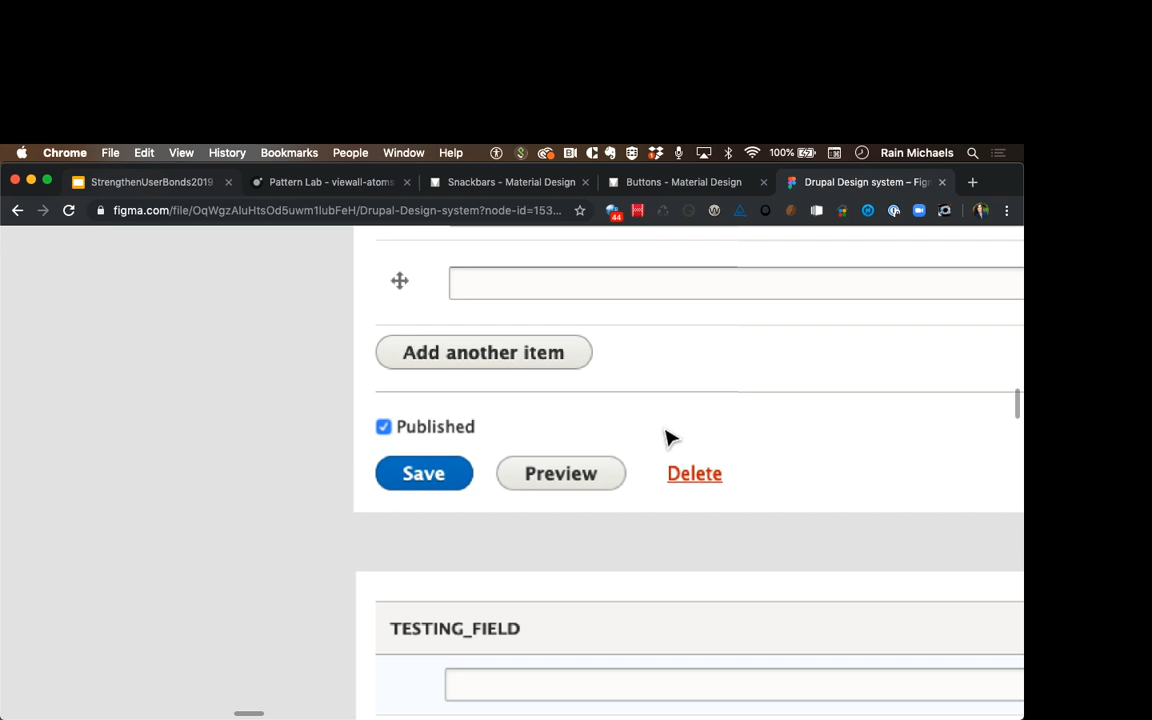 Chrome File Edit View History Bookmarks People Window Help 100% Rain Michaels
StrengthenUserBonds2019 Pattern Lab - viewall-atoms Snackbars - Material Design Buttons - Material Design Drupal Design system – Fig
figma.com/file/OqWgzAluHtsOd5uwm1lubFeH/Drupal-Design-system?node-id=153... 44
Add another item
Published
Save Preview Delete
TESTING_FIELD